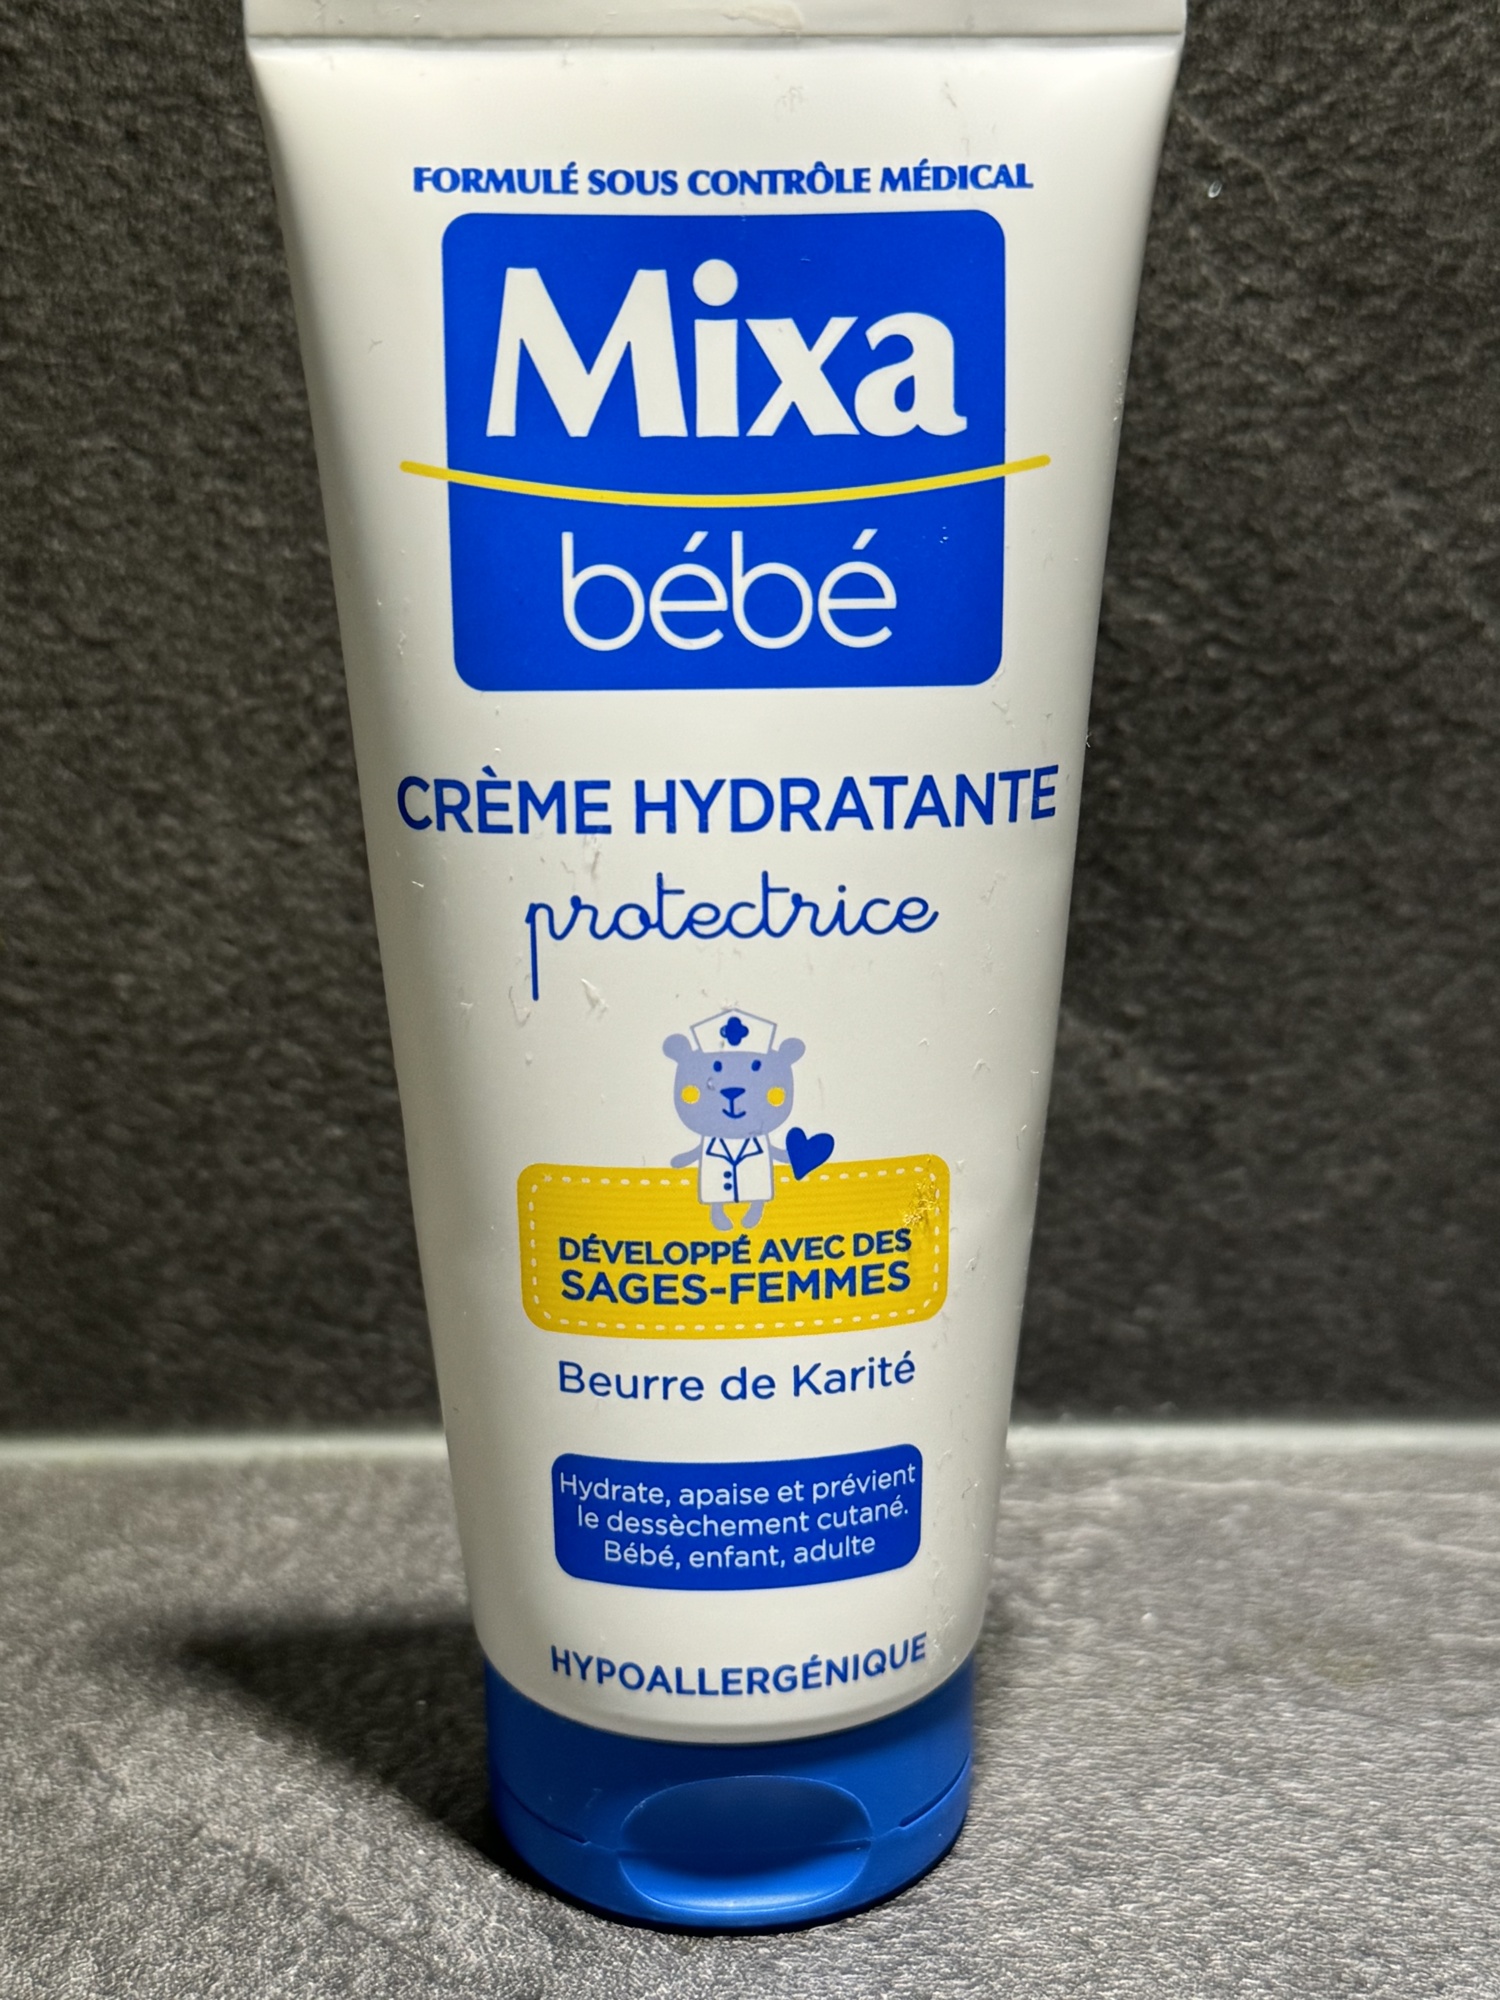 FORMULÉ SOUS CONTRÔLE MÉDICAL
Mixa
bébé
CRÈME HYDRATANTE
protectrice
DÉVELOPPÉ AVEC DES
SAGES-FEMMES
Beurre de Karité
Hydrate, apaise et prévient
le dessèchement cutané.
Bébé, enfant, adulte
HYPOALLERGÉNIQUE